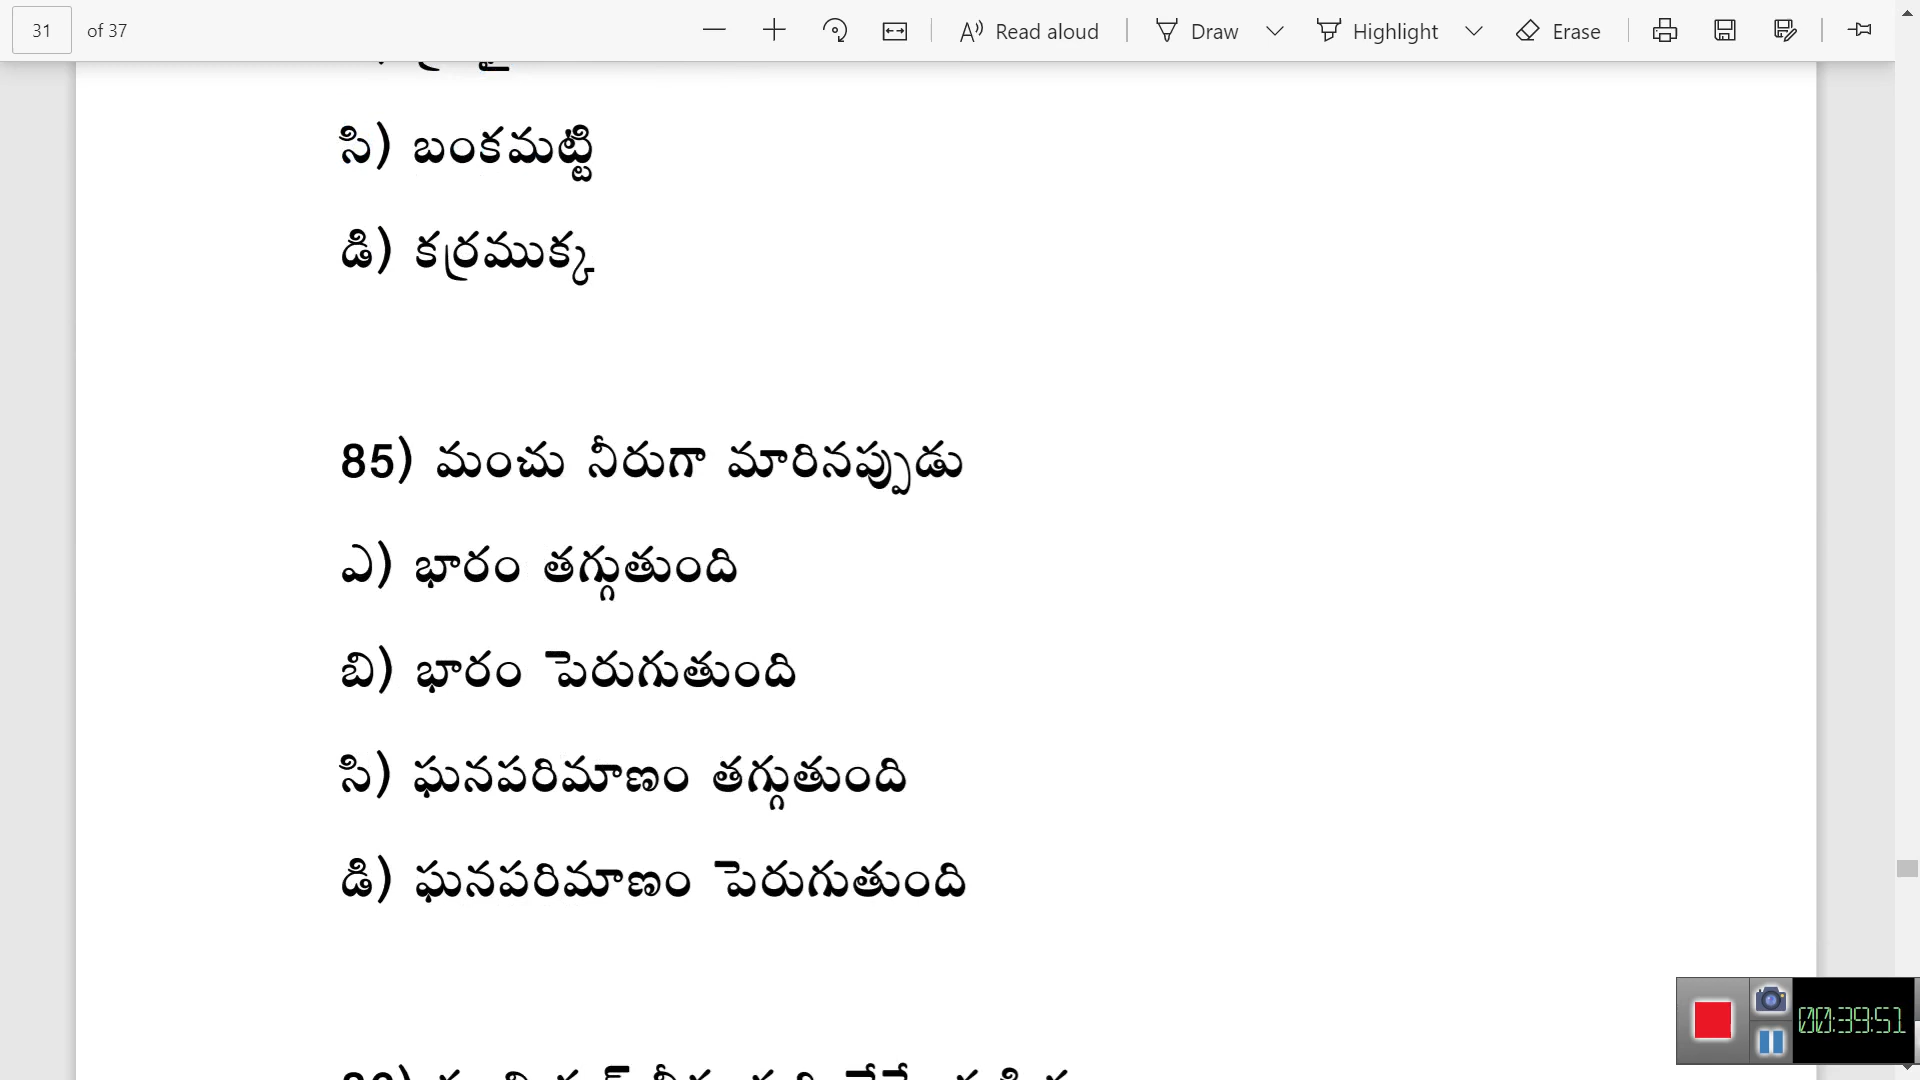 31 of 37 Read aloud Draw Highlight Erase
సి) బంకమట్టి
డి) కర్రముక్క
85) మంచు నీరుగా మారినప్పుడు
ఎ) భారం తగ్గుతుంది
బి) భారం పెరుగుతుంది
సి) ఘనపరిమాణం తగ్గుతుంది
డి) ఘనపరిమాణం పెరుగుతుంది
00:39:51